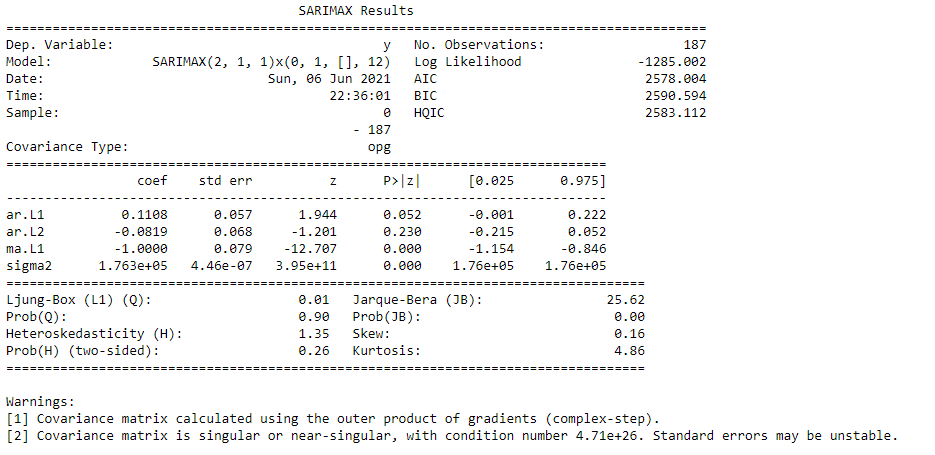 SARIMAX Results
==========================================================================================
Dep. Variable: y No. Observations: 187
Model: SARIMAX(2, 1, 1)x(0, 1, [], 12) Log Likelihood -1285.002
Date: Sun, 06 Jun 2021 AIC 2578.004
Time: 22:36:01 BIC 2590.594
Sample: 0 HQIC 2583.112
- 187
Covariance Type: opg
==============================================================================
coef std err z P>|z| [0.025 0.975]
------------------------------------------------------------------------------
ar.L1 0.1108 0.057 1.944 0.052 -0.001 0.222
ar.L2 -0.0819 0.068 -1.201 0.230 -0.215 0.052
ma.L1 -1.0000 0.079 -12.707 0.000 -1.154 -0.846
sigma2 1.763e+05 4.46e-07 3.95e+11 0.000 1.76e+05 1.76e+05
===================================================================================
Ljung-Box (L1) (Q): 0.01 Jarque-Bera (JB): 25.62
Prob(Q): 0.90 Prob(JB): 0.00
Heteroskedasticity (H): 1.35 Skew: 0.16
Prob(H) (two-sided): 0.26 Kurtosis: 4.86
===================================================================================
Warnings:
[1] Covariance matrix calculated using the outer product of gradients (complex-step).
[2] Covariance matrix is singular or near-singular, with condition number 4.71e+26. Standard errors may be unstable.